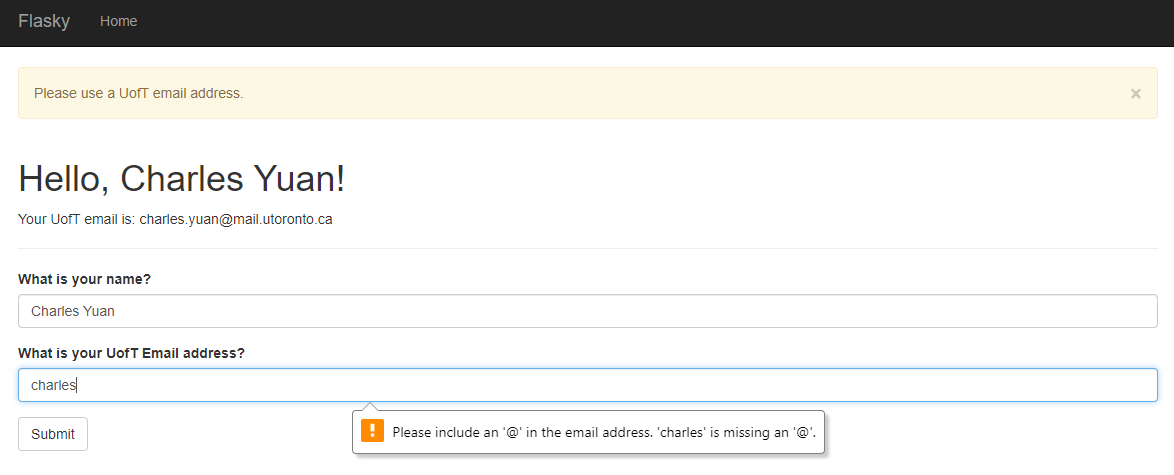 Flasky Home
Please use a UofT email address. ×
Hello, Charles Yuan!
Your UofT email is: charles.yuan@mail.utoronto.ca
What is your name?
Charles Yuan
What is your UofT Email address?
charles
Submit
Please include an '@' in the email address. 'charles' is missing an '@'.